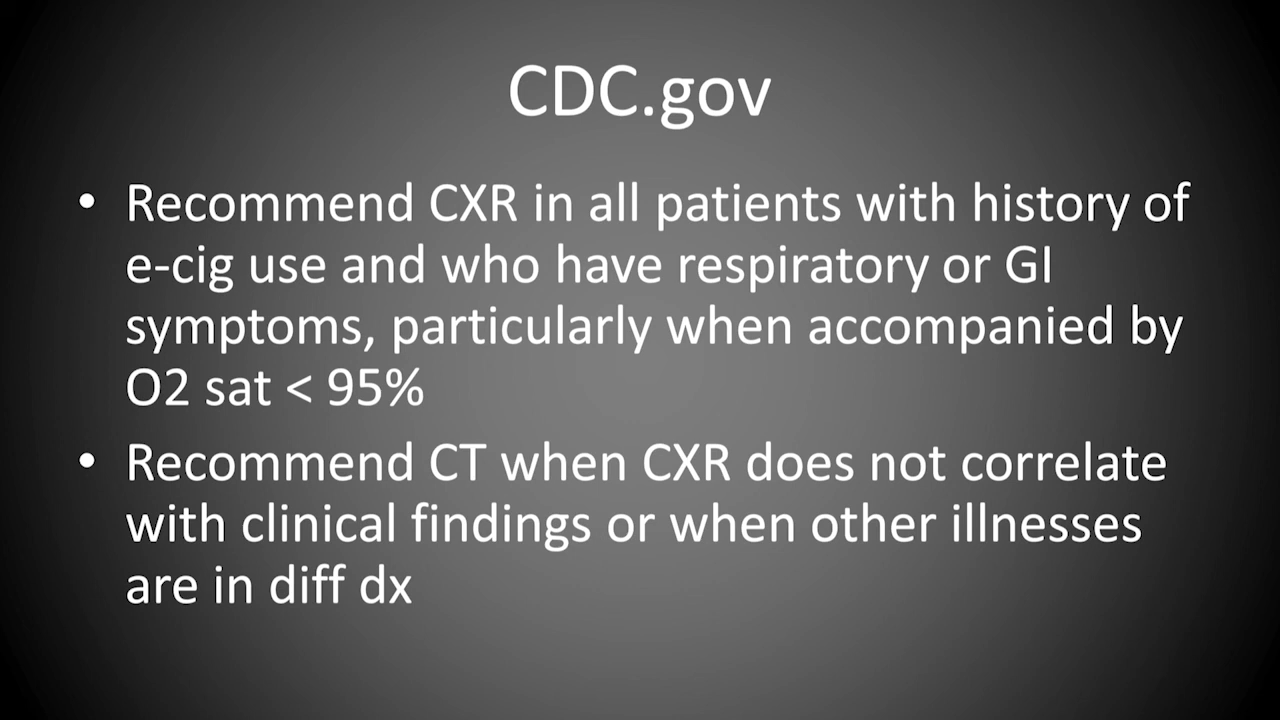 CDC.gov
• Recommend CXR in all patients with history of
e-cig use and who have respiratory or GI
symptoms, particularly when accompanied by
O2 sat < 95%
• Recommend CT when CXR does not correlate
with clinical findings or when other illnesses
are in diff dx